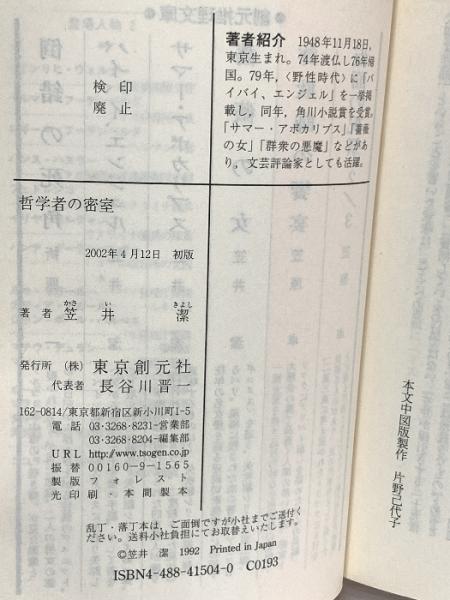 著者紹介 1948年11月18日,
東京生まれ。74年渡仏し76年帰
国。79年,〈野性時代〉に「バ
イバイ、エンジェル」を一挙掲
載し,同年,角川小説賞を受賞。
「サマー・アポカリプス」「薔薇
の女」「群衆の悪魔」などがあ
り,文芸評論家としても活躍。
検印
廃止
哲学者の密室
2002年4月12日 初版
かさ い きよし
著者 笠井潔
発行所 (株) 東京創元社
代表者 長谷川晋一
162-0814/東京都新宿区新小川町1-5
電話 03・3268・8231-営業部
03・3268・8204-編集部
URL http://www.tsogen.co.jp
振替 00160-9-1565
製版フォレスト
光印刷・本間製本
乱丁・落丁本は、ご面倒ですが小社までご送付く
ださい。送料小社負担にてお取替えいたします。
©笠井潔 1992 Printed in Japan
ISBN4-488-41504-0 C0193
本文中図版製作 片野己代子